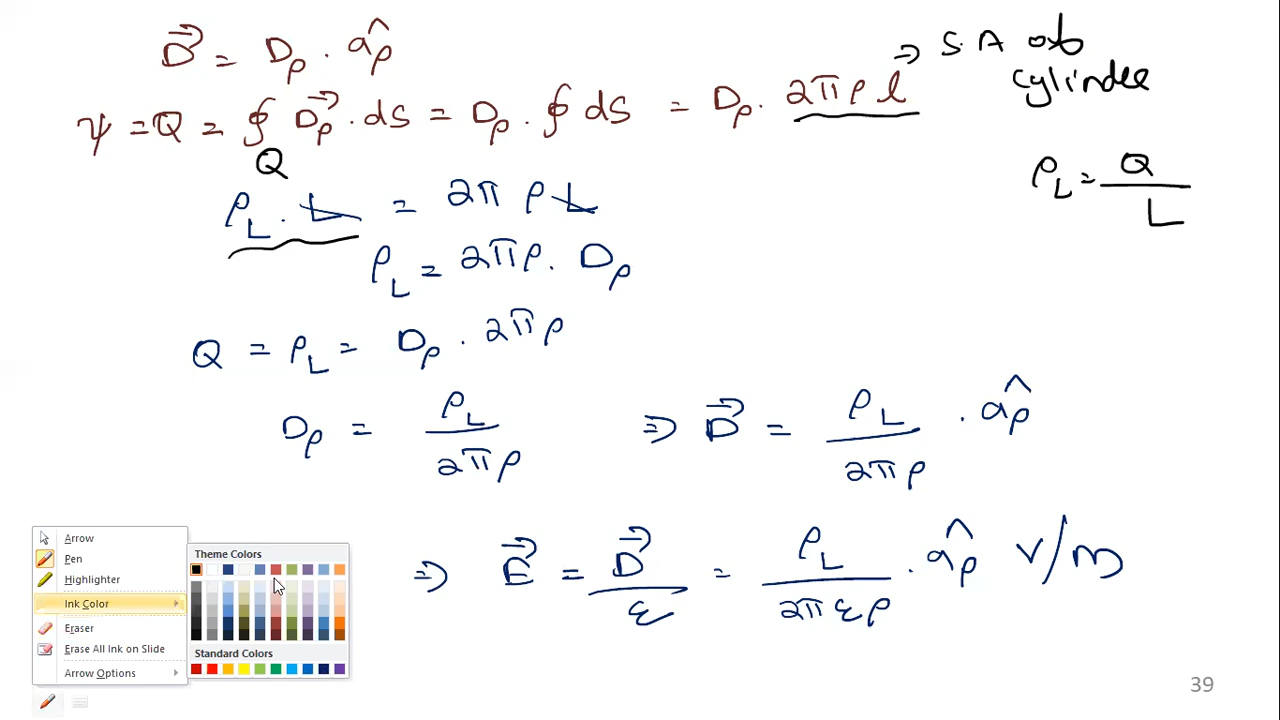 D⃗ = Dρ · âρ
⇒ S.A of cylinder
ψ = Q = ∮ D⃗ρ · ds = Dρ · ∮ ds = Dρ · 2πρl
Q
ρL · L = 2πρL
ρL = Q/L
ρL = 2πρ · Dρ
Q = ρL = Dρ · 2πρ
Dρ = ρL/2πρ ⇒ D⃗ = ρL/2πρ · âρ
⇒ E⃗ = D⃗/ε = ρL/2περ · âρ V/m
Arrow
Pen
Highlighter
Ink Color
Eraser
Erase All Ink on Slide
Arrow Options
Theme Colors
Standard Colors
39